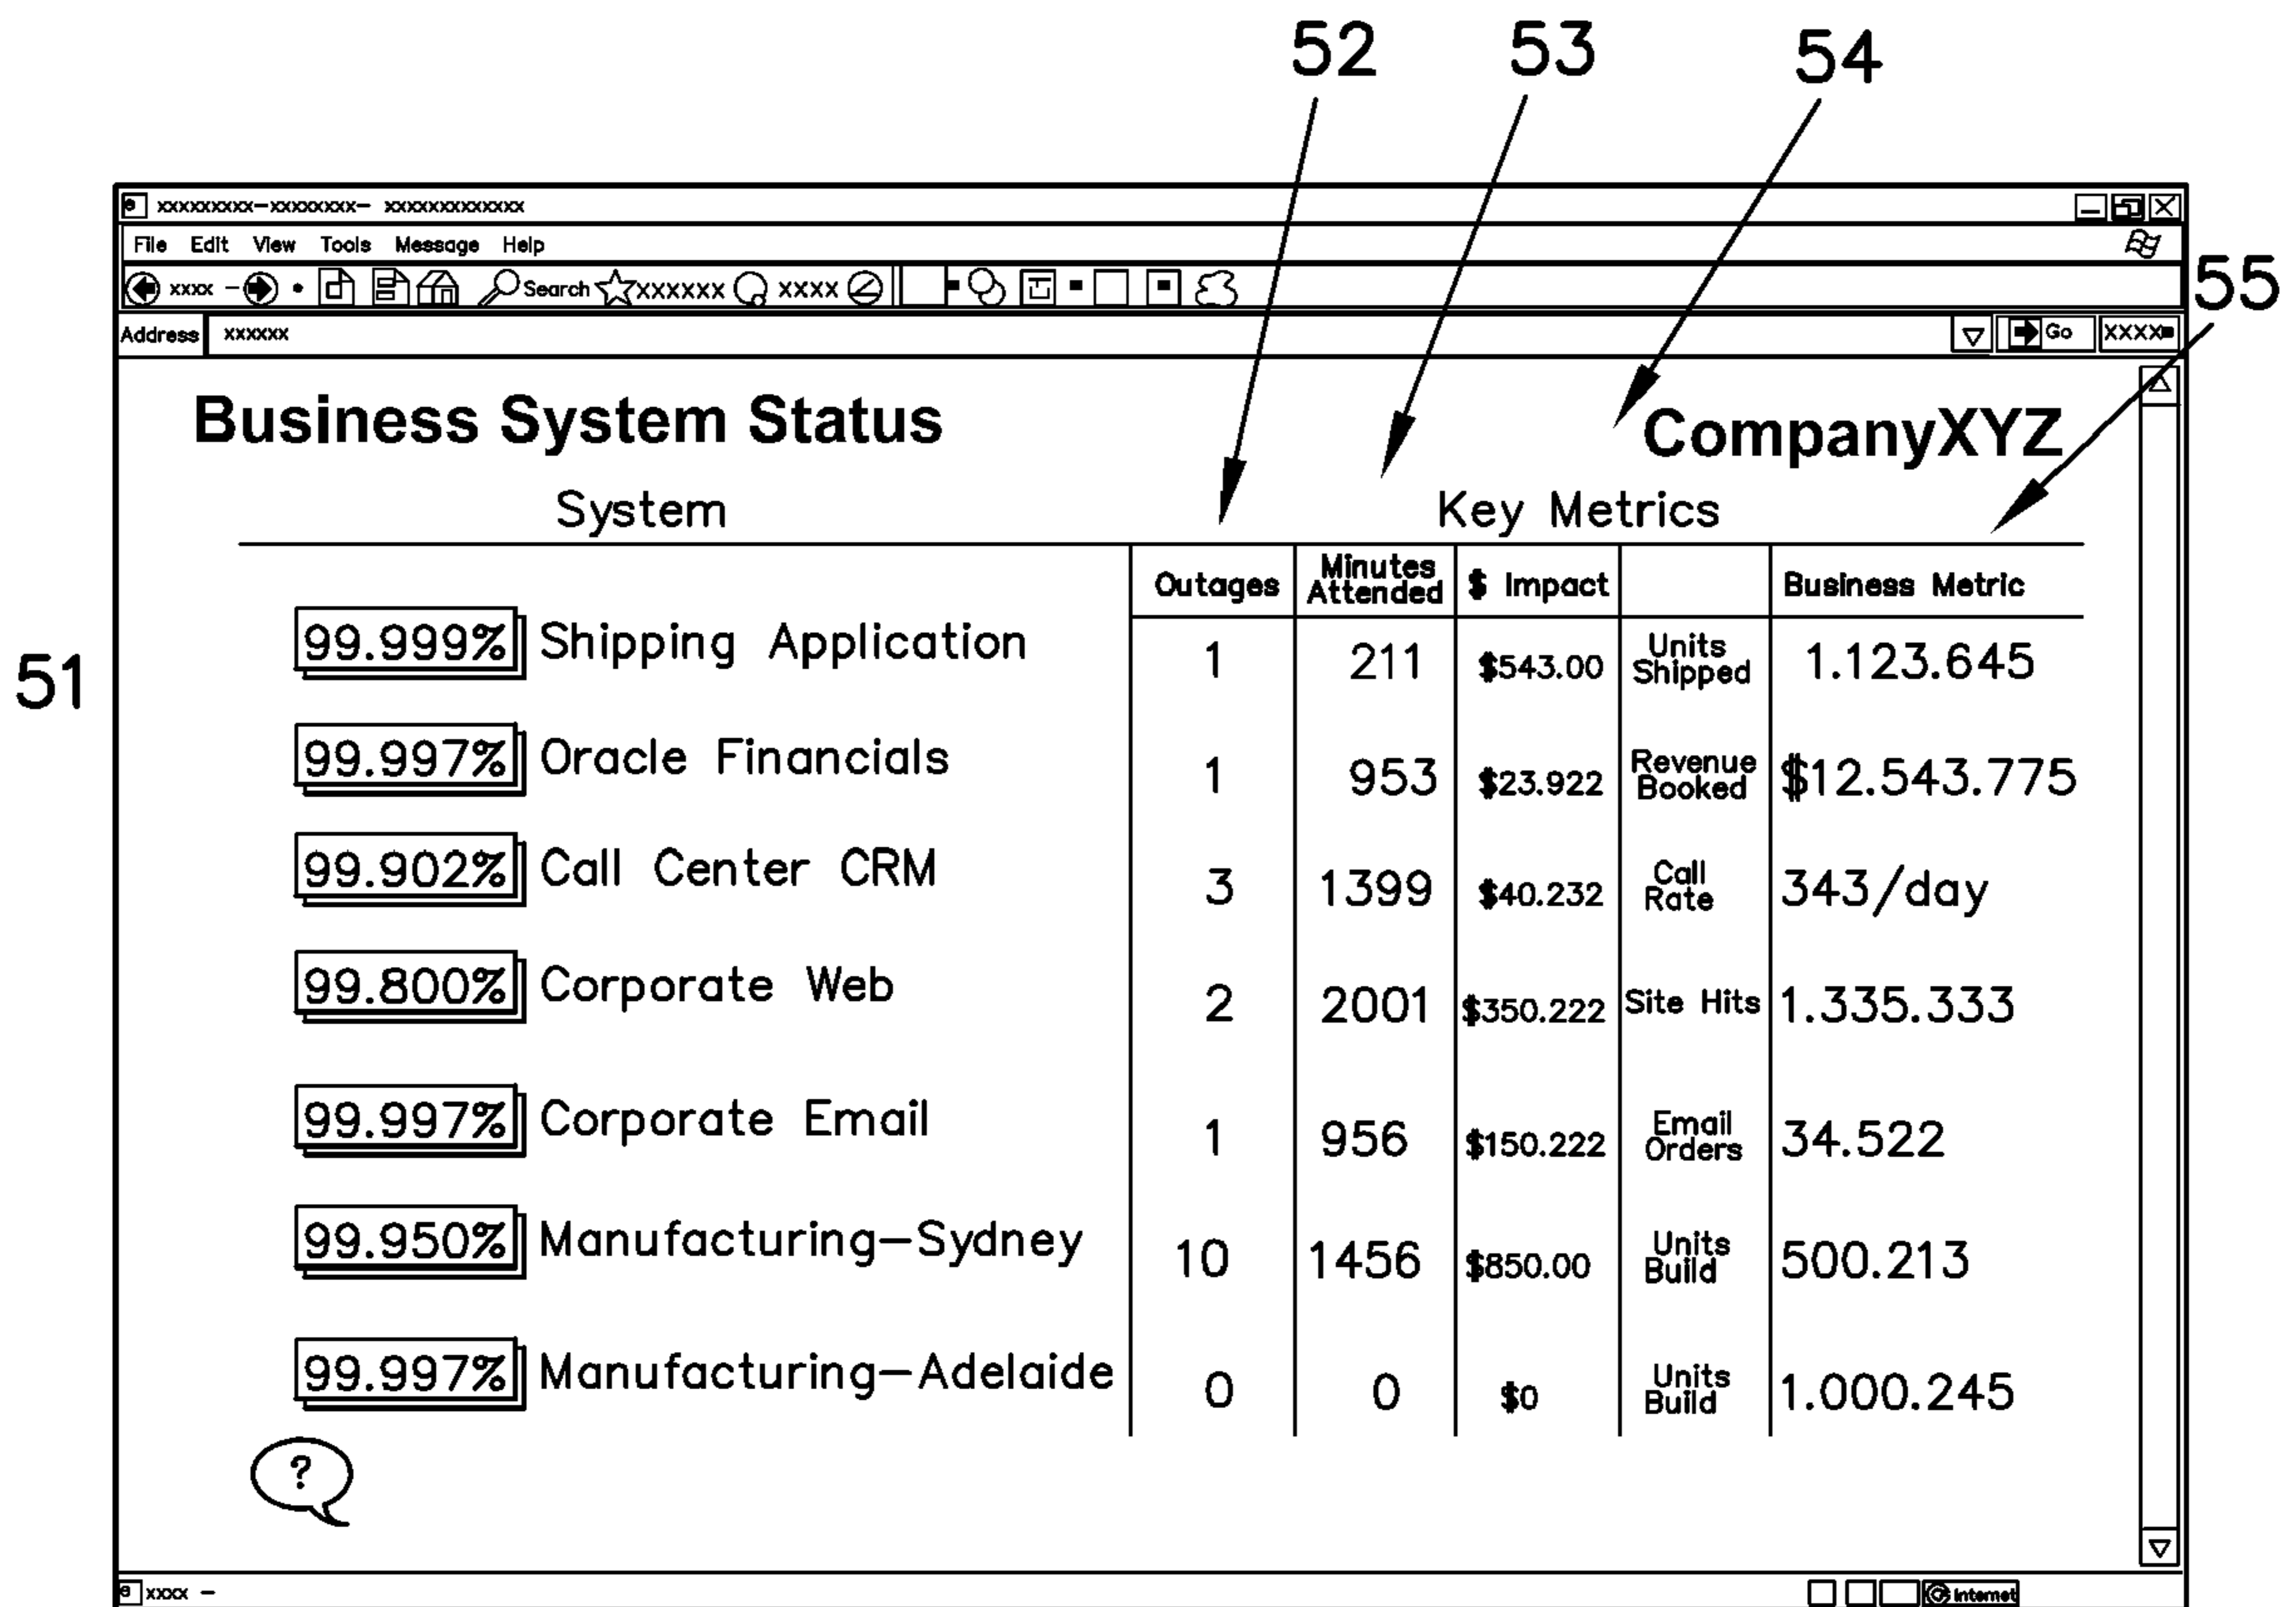 52 53 54
xxxxxxxxx-xxxxxxxx- xxxxxxxxxxxxx
File Edit View Tools Message Help
xxxx - Search xxxxxx xxxx
55
Address xxxxxx Go xxxx
Business System Status CompanyXYZ
System Key Metrics
Outages Minutes Attended $ Impact Business Metric
51
99.999% Shipping Application 1 211 $543.00 Units Shipped 1.123.645
99.997% Oracle Financials 1 953 $23.922 Revenue Booked $12.543.775
99.902% Call Center CRM 3 1399 $40.232 Call Rate 343/day
99.800% Corporate Web 2 2001 $350.222 Site Hits 1.335.333
99.997% Corporate Email 1 956 $150.222 Email Orders 34.522
99.950% Manufacturing-Sydney 10 1456 $850.00 Units Build 500.213
99.997% Manufacturing-Adelaide 0 0 $0 Units Build 1.000.245
?
e xxxx - Internet